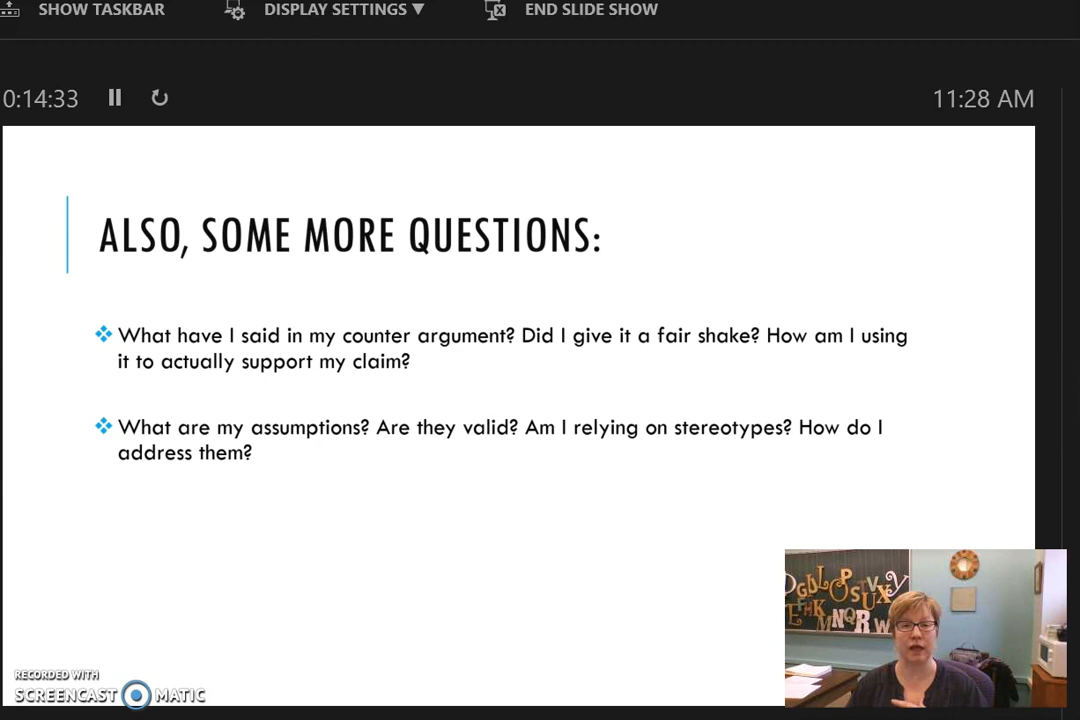 SHOW TASKBAR DISPLAY SETTINGS ▼ END SLIDE SHOW
0:14:33 11:28 AM
ALSO, SOME MORE QUESTIONS:
What have I said in my counter argument? Did I give it a fair shake? How am I using
it to actually support my claim?
What are my assumptions? Are they valid? Am I relying on stereotypes? How do I
address them?
RECORDED WITH
SCREENCAST MATIC